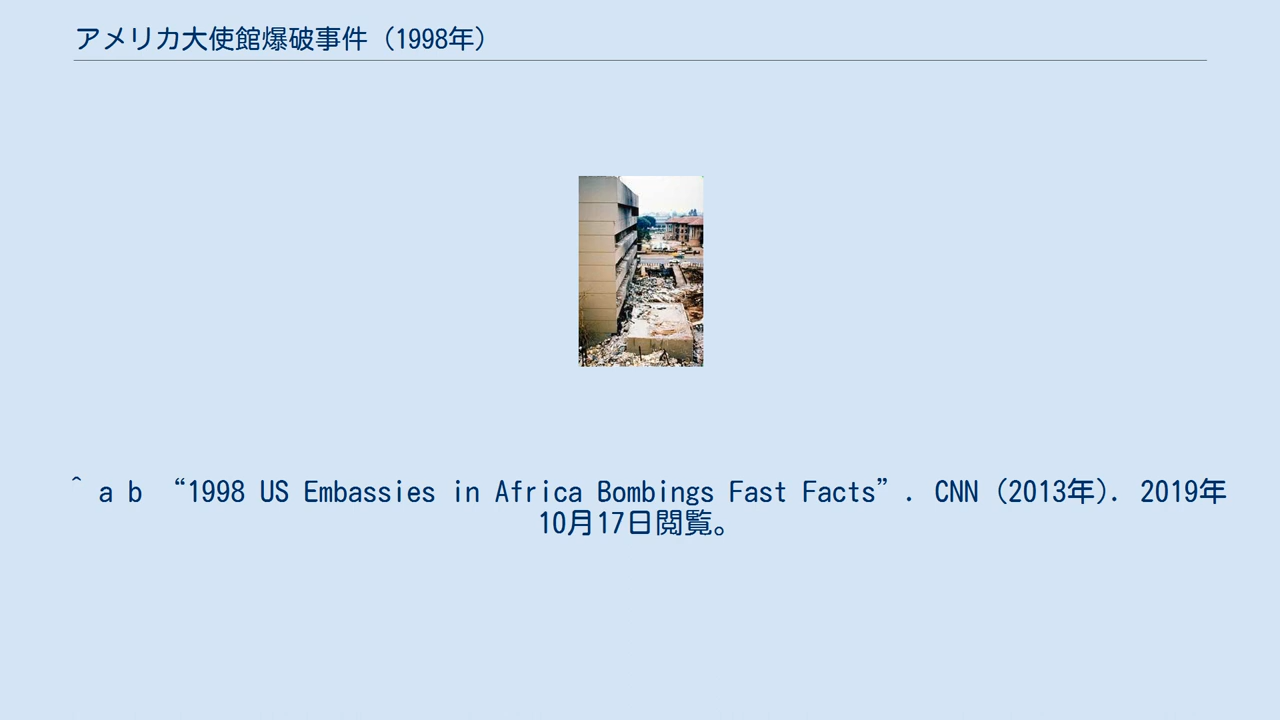 アメリカ大使館爆破事件（1998年）
^ a b “1998 US Embassies in Africa Bombings Fast Facts”. CNN (2013年). 2019年
10月17日閲覧。